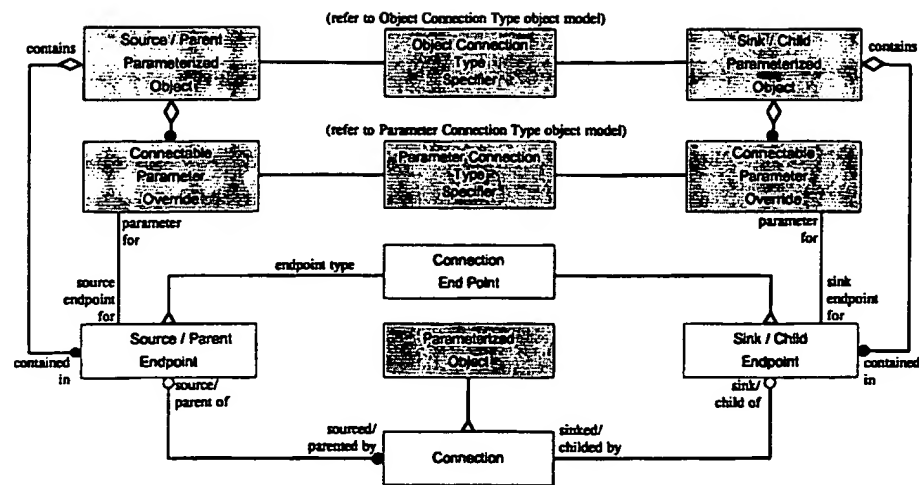 (refer to Object Connection Type object model)
contains
Source / Parent
Parameterized
Object
Object Connection
Type
Specifier
Sink / Child
Parameterized
Object
contains
(refer to Parameter Connection Type object model)
Connectable
Parameter
Override
Parameter Connection
Type
Specifier
Connectable
Parameter
Override
parameter
for
parameter
for
endpoint type
Connection
End Point
source
endpoint
for
sink
endpoint
for
Source / Parent
Endpoint
Parameterized
Object
Sink / Child
Endpoint
contained
in
contained
in
source/
parent of
sink/
child of
sourced/
parented by
Connection
sinked/
childed by